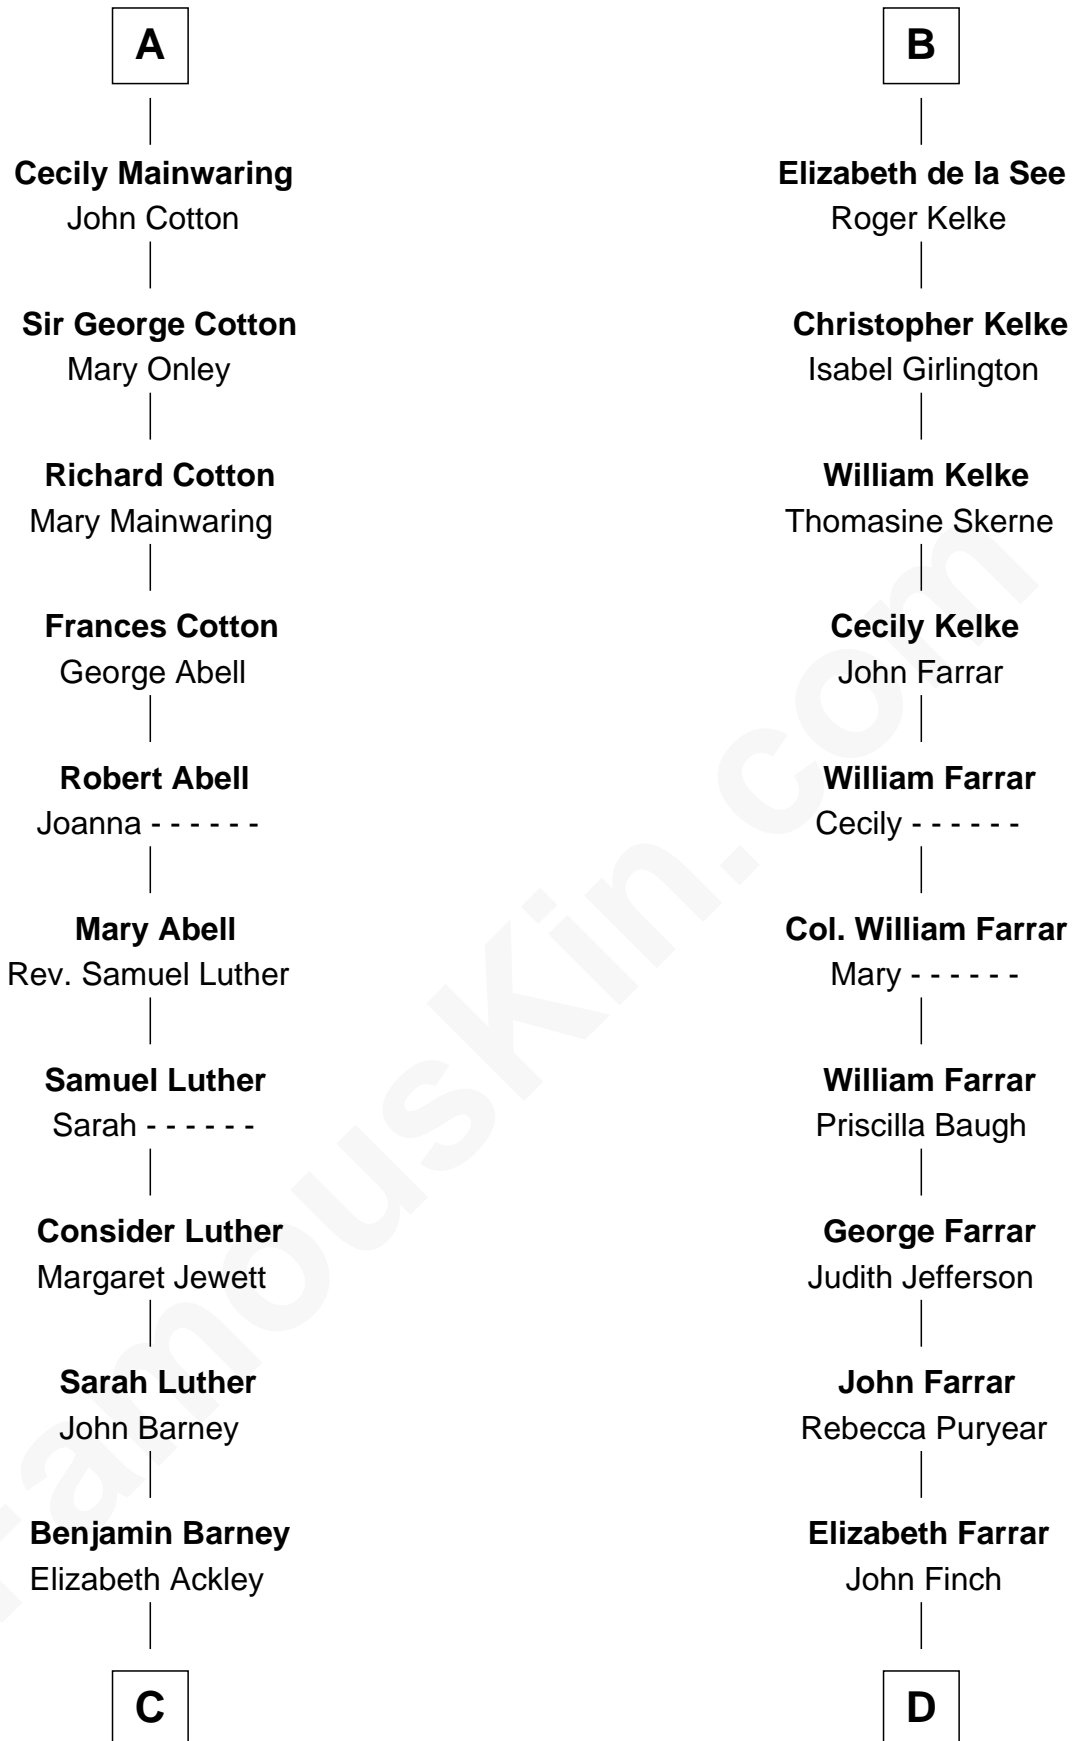 A
Cecily Mainwaring
John Cotton
Sir George Cotton
Mary Onley
Richard Cotton
Mary Mainwaring
Frances Cotton
George Abell
Robert Abell
Joanna - - - - - -
Mary Abell
Rev. Samuel Luther
Samuel Luther
Sarah - - - - - -
Consider Luther
Margaret Jewett
Sarah Luther
John Barney
Benjamin Barney
Elizabeth Ackley
C
B
Elizabeth de la See
Roger Kelke
Christopher Kelke
Isabel Girlington
William Kelke
Thomasine Skerne
Cecily Kelke
John Farrar
William Farrar
Cecily - - - - - -
Col. William Farrar
Mary - - - - - -
William Farrar
Priscilla Baugh
George Farrar
Judith Jefferson
John Farrar
Rebecca Puryear
Elizabeth Farrar
John Finch
D
FamousKin.com